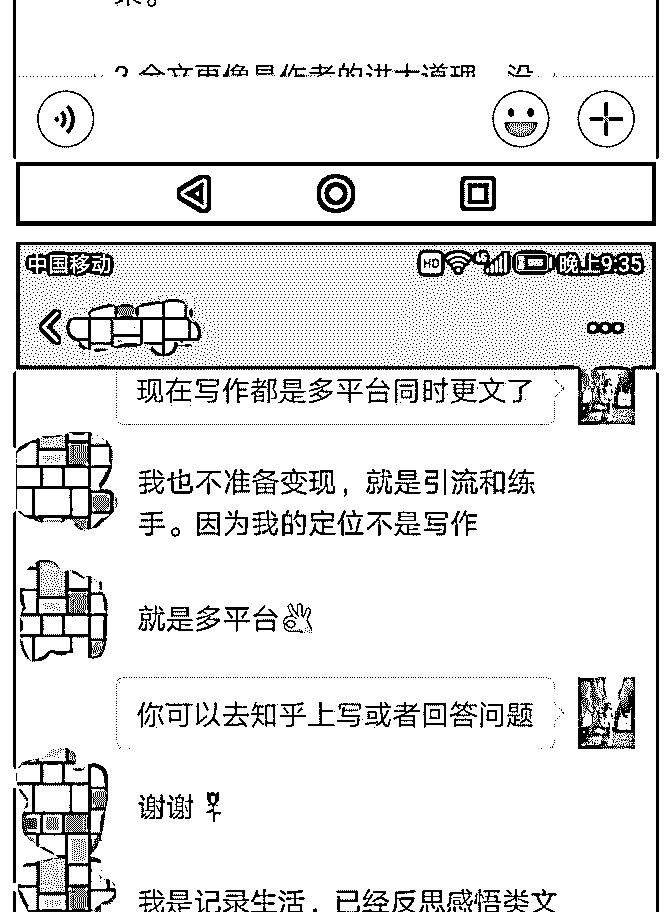 2.全文更像是作者的讲大道理，没
中国移动
HD 晚上9:35
现在写作都是多平台同时更文了
我也不准备变现，就是引流和练
手。因为我的定位不是写作
就是多平台👌
你可以去知乎上写或者回答问题
谢谢🌹
我是记录生活，已经反思感悟类文